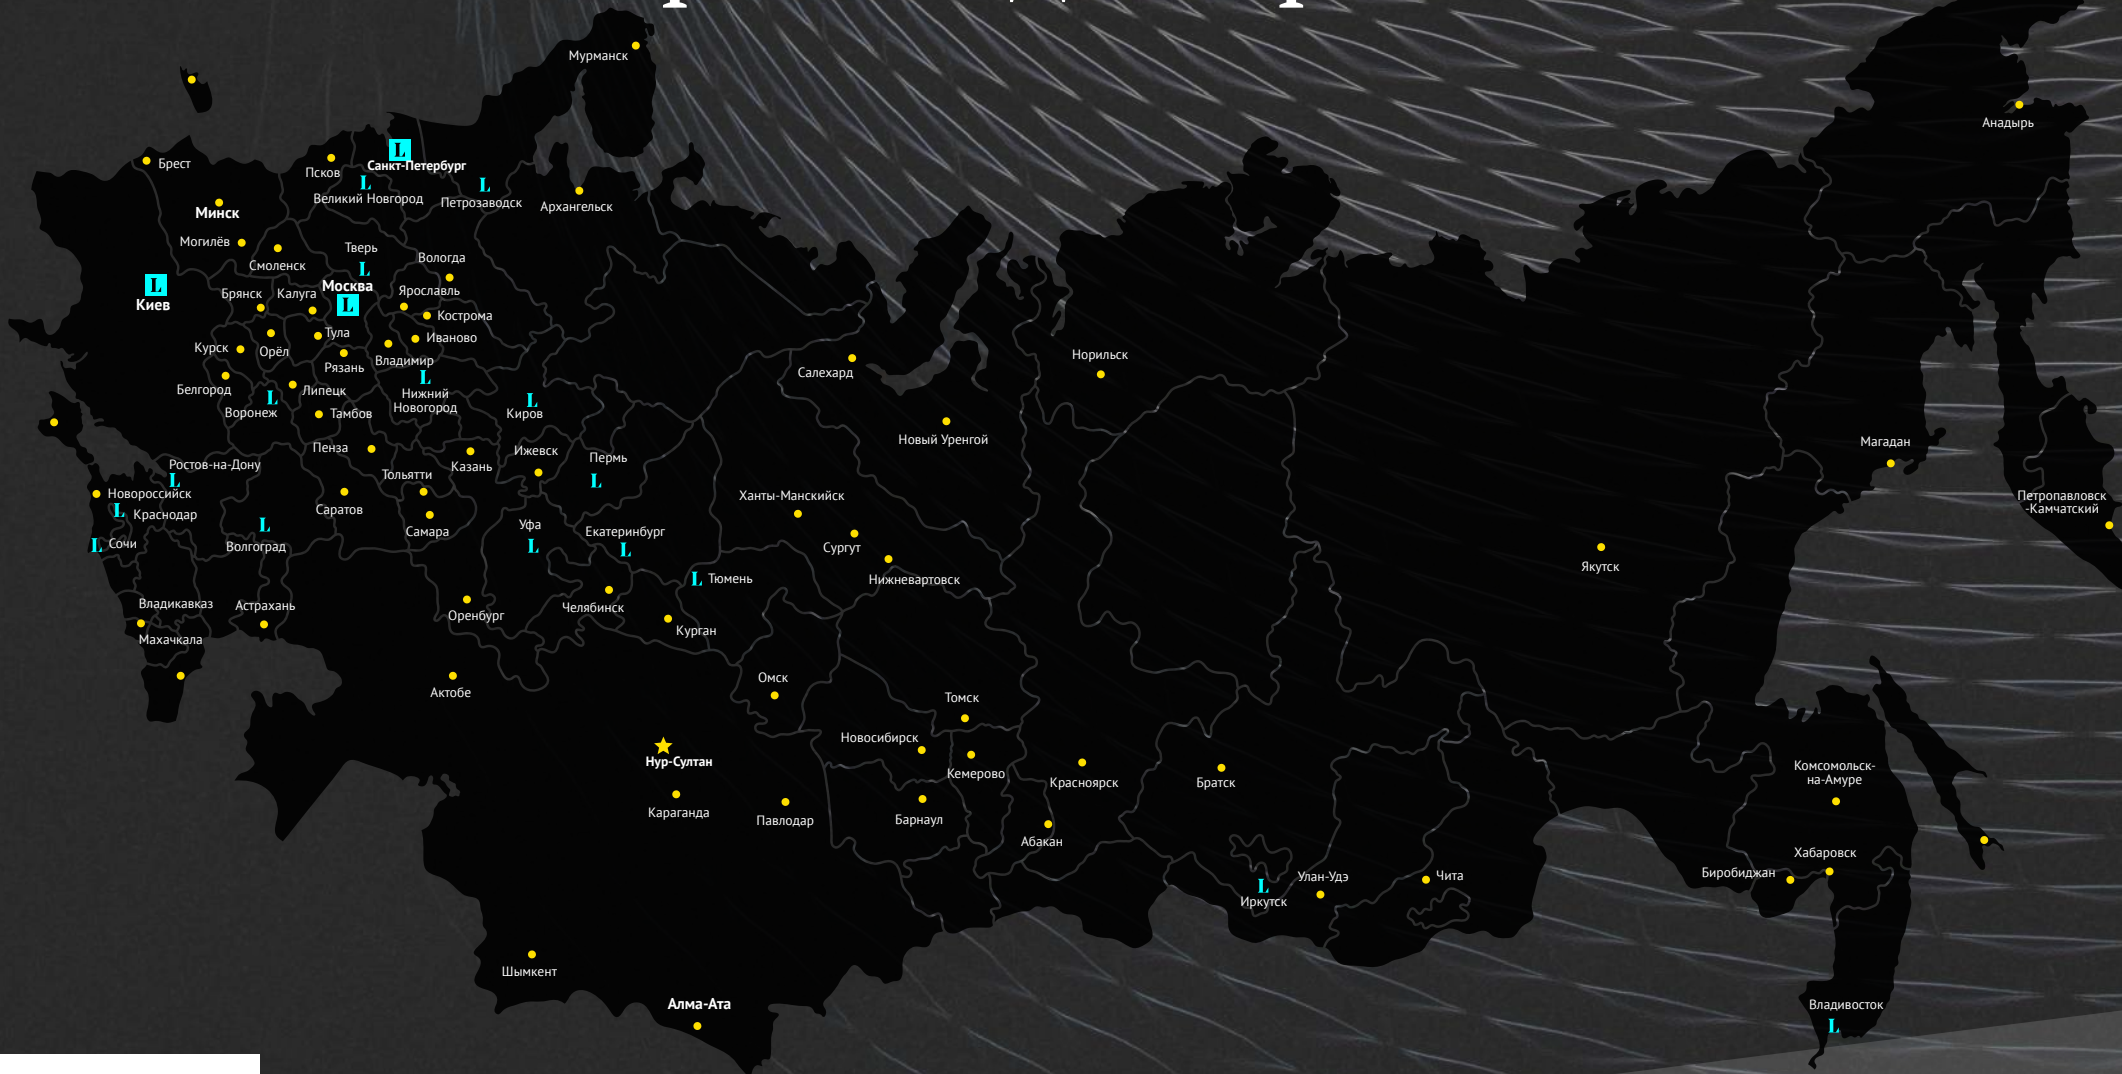 Мурманск
Анадырь
L
Брест
Санкт-Петербург
Псков
L
L
Великий Новгород
Петрозаводск
Архангельск
Минск
Могилёв
Смоленск
Тверь
L
Вологда
L
Киев
Москва
L
Брянск
Калуга
Ярославль
Кострома
Тула
Иваново
Курск
Орёл
Рязань
Владимир
Норильск
Салехард
L
Белгород
Липецк
Нижний
Новгород
L
Воронеж
Тамбов
L
Киров
Новый Уренгой
Магадан
Пенза
Ижевск
Пермь
L
Ростов-на-Дону
L
Казань
Тольятти
Новороссийск
L
Краснодар
Саратов
Ханты-Манскийск
Петропавловск
-Камчатский
L
Сочи
L
Волгоград
Самара
Уфа
L
Екатеринбург
L
Сургут
Нижневартовск
Якутск
L
Тюмень
Владикавказ
Астрахань
Оренбург
Челябинск
Курган
Махачкала
Актобе
Омск
Томск
Новосибирск
Нур-Султан
Кемерово
Красноярск
Братск
Комсомольск-
на-Амуре
Караганда
Павлодар
Барнаул
Абакан
Хабаровск
Биробиджан
L
Иркутск
Улан-Удэ
Чита
Шымкент
Алма-Ата
Владивосток
L